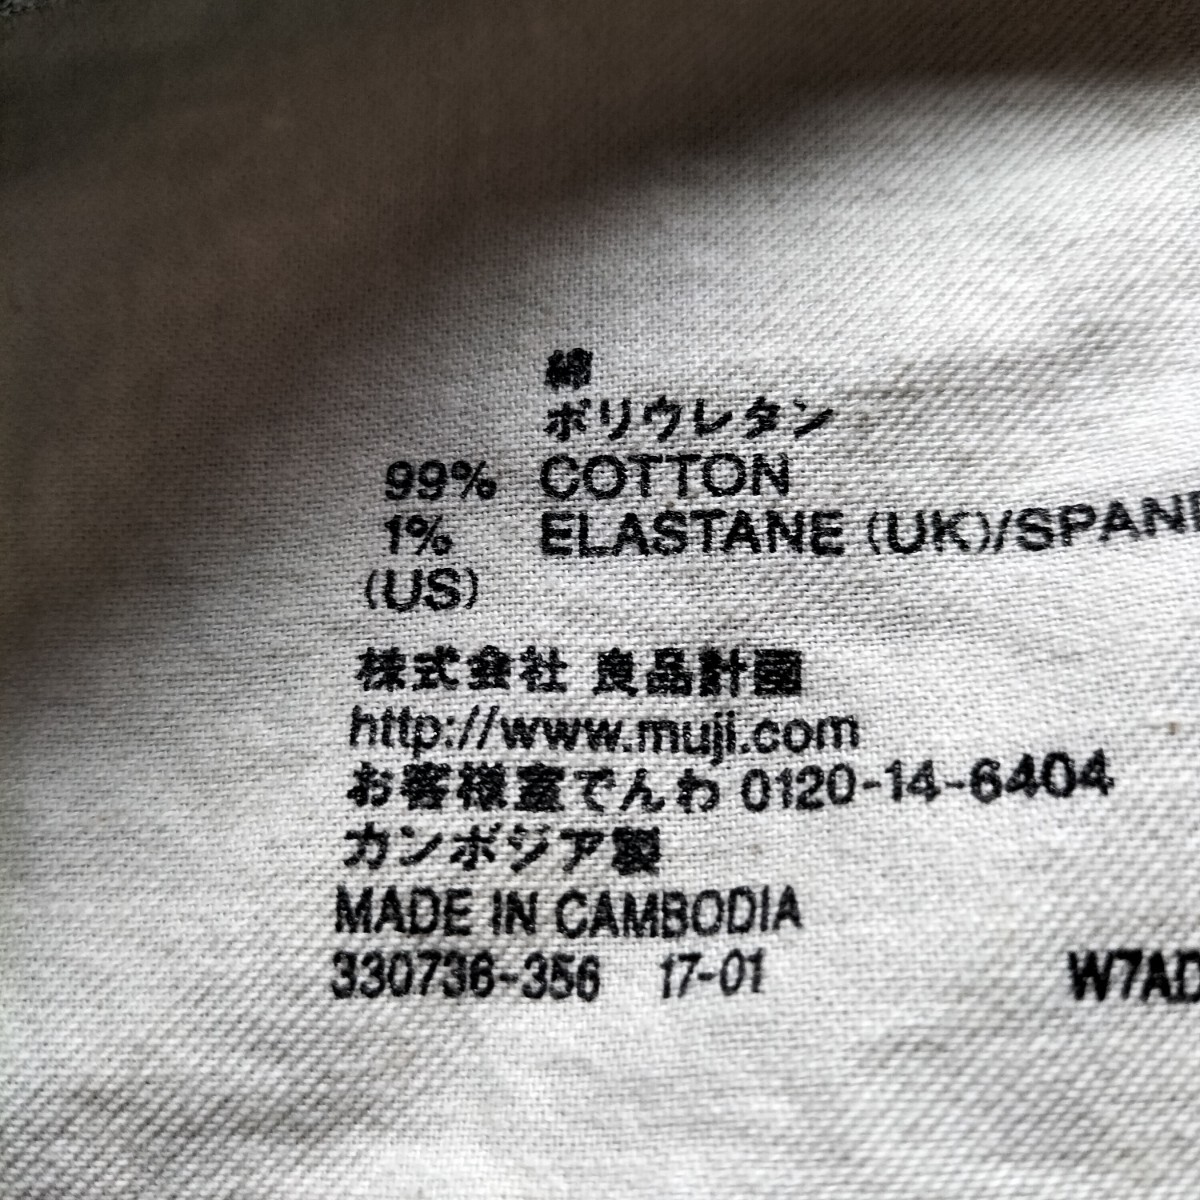 綿
ポリウレタン
99% COTTON
1% ELASTANE (UK)/SPAN
(US)
株式会社 良品計画
http://www.muji.com
お客様室でんわ 0120-14-6404
カンボジア製
MADE IN CAMBODIA
330736-356 17-01 W7AD